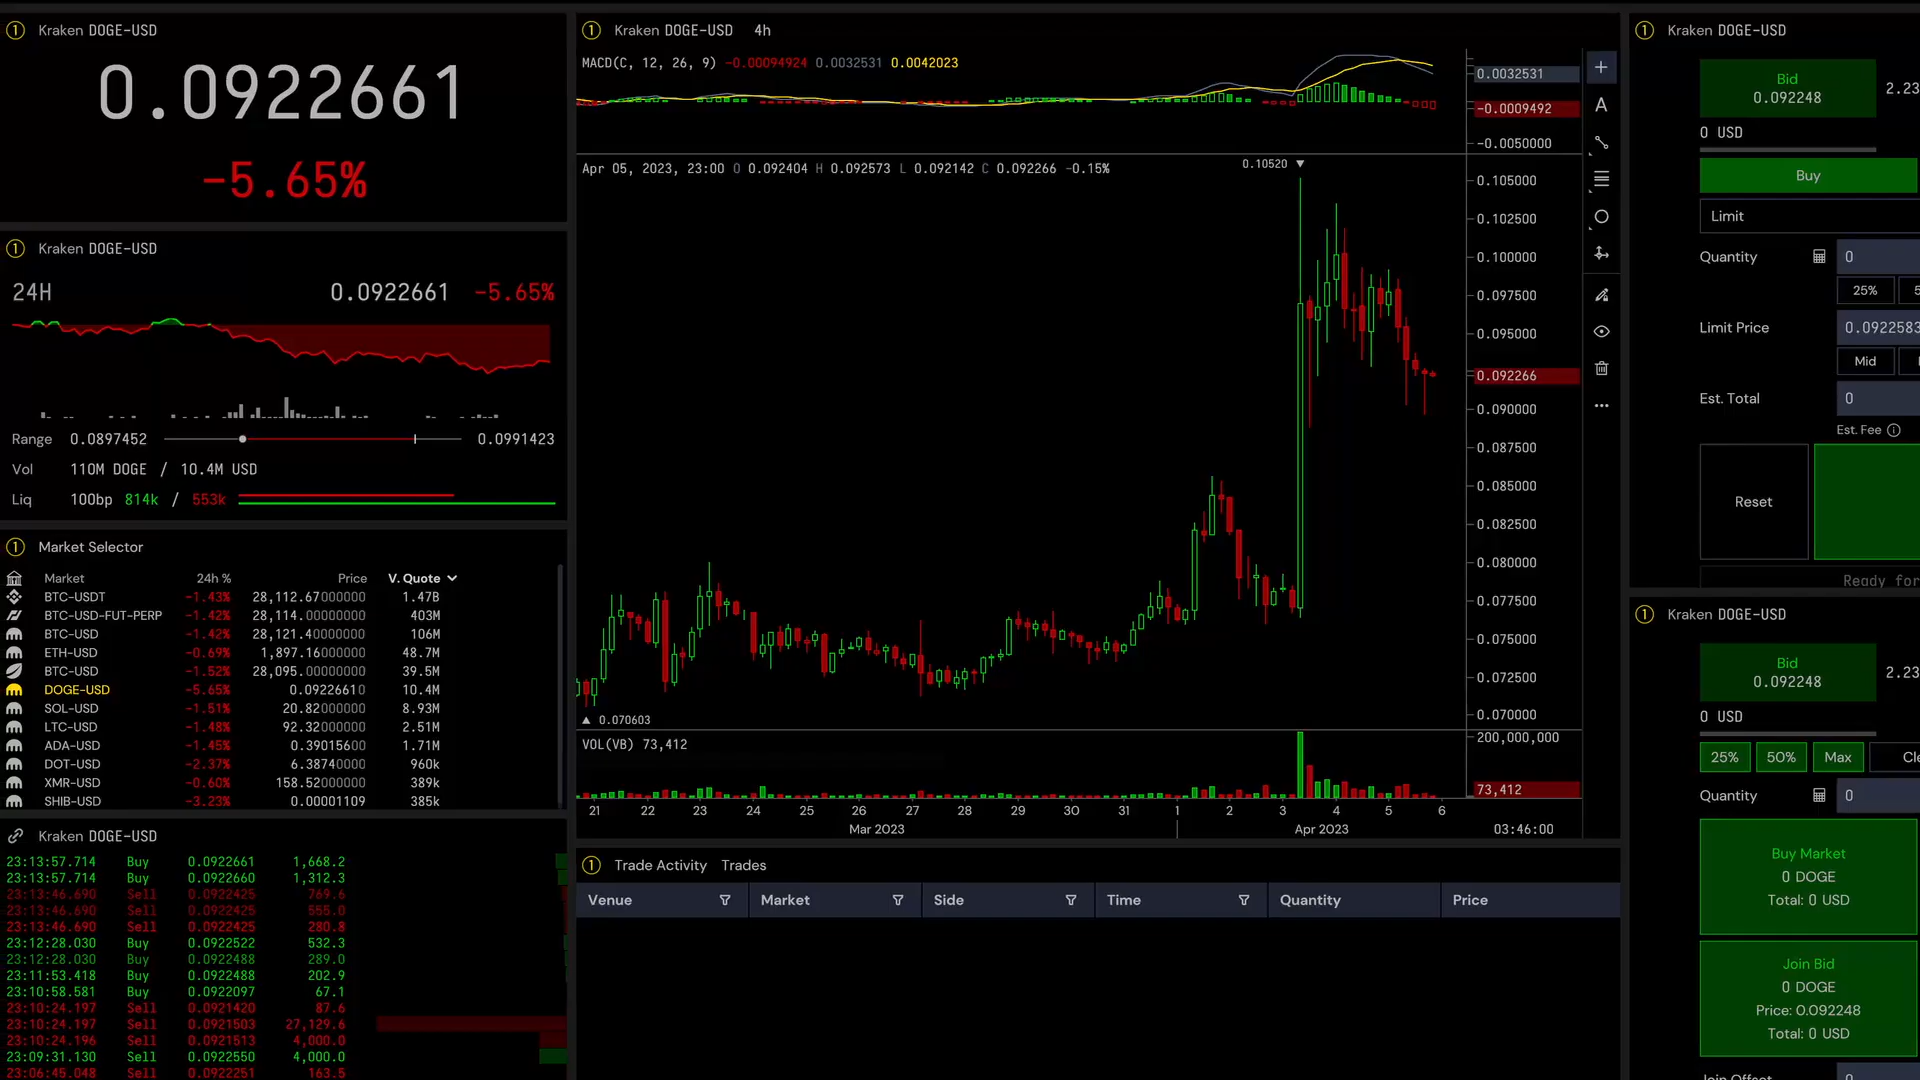 Kraken DOGE-USD
0.0922661
-5.65%
Kraken DOGE-USD
24H 0.0922661 -5.65%
Range 0.0897452 0.0991423
Vol 110M DOGE / 10.4M USD
Liq 100bp 814k / 553k
Market Selector
Market 24h % Price V. Quote
BTC-USDT -1.43% 28,112.67000000 1.47B
BTC-USD-FUT-PERP -1.42% 28,114.00000000 403M
BTC-USD -1.42% 28,121.40000000 106M
ETH-USD -0.69% 1,897.16000000 48.7M
BTC-USD -1.52% 28,095.00000000 39.5M
DOGE-USD -5.65% 0.09226610 10.4M
SOL-USD -1.51% 20.82000000 8.93M
LTC-USD -1.48% 92.32000000 2.51M
ADA-USD -1.45% 0.39015600 1.71M
DOT-USD -2.37% 6.38740000 960k
XMR-USD -0.60% 158.52000000 389k
SHIB-USD -3.23% 0.00001109 385k
Kraken DOGE-USD
23:13:57.714 Buy 0.0922661 1,668.2
23:13:57.714 Buy 0.0922660 1,312.3
23:13:46.690 Sell 0.0922425 769.6
23:13:46.690 Sell 0.0922425 555.0
23:13:46.690 Sell 0.0922425 280.8
23:12:28.030 Buy 0.0922522 532.3
23:12:28.030 Buy 0.0922488 289.0
23:11:53.418 Buy 0.0922488 202.9
23:10:58.581 Buy 0.0922097 67.1
23:10:24.197 Sell 0.0921420 87.6
23:10:24.197 Sell 0.0921503 27,129.6
23:10:24.196 Sell 0.0921513 4,000.0
23:09:31.130 Sell 0.0922550 4,000.0
23:06:45.048 Sell 0.0922251 163.5
Kraken DOGE-USD 4h
MACD(C, 12, 26, 9) -0.00094924 0.0032531 0.0042023
0.0032531
-0.0009492
-0.0050000
Apr 05, 2023, 23:00 O 0.092404 H 0.092573 L 0.092142 C 0.092266 -0.15%
0.10520
0.105000
0.102500
0.100000
0.097500
0.095000
0.092266
0.090000
0.087500
0.085000
0.082500
0.080000
0.077500
0.075000
0.072500
0.070000
0.070603
VOL(VB) 73,412
200,000,000
73,412
21 22 23 24 25 26 27 28 29 30 31 1 2 3 4 5 6
Mar 2023 Apr 2023 03:46:00
Trade Activity Trades
Venue Market Side Time Quantity Price
Kraken DOGE-USD
Bid
0.092248
2.23
0 USD
Buy
Limit
Quantity 0
25%
Limit Price 0.0922583
Mid
Est. Total 0
Est. Fee
Reset
Ready for
Kraken DOGE-USD
Bid
0.092248
2.23
0 USD
25% 50% Max Cle
Quantity 0
Buy Market
0 DOGE
Total: 0 USD
Join Bid
0 DOGE
Price: 0.092248
Total: 0 USD
Join Offset 0